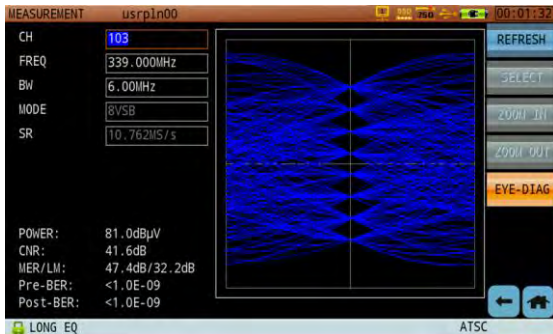 MEASUREMENT usrpln00 00:01:32
CH 103
FREQ 339.000MHz
BW 6.00MHz
MODE 8VSB
SR 10.762MS/s
POWER: 81.0dBµV
CNR: 41.6dB
MER/LM: 47.4dB/32.2dB
Pre-BER: <1.0E-09
Post-BER: <1.0E-09
REFRESH
SELECT
ZOOM IN
ZOOM OUT
EYE-DIAG
LONG EQ ATSC